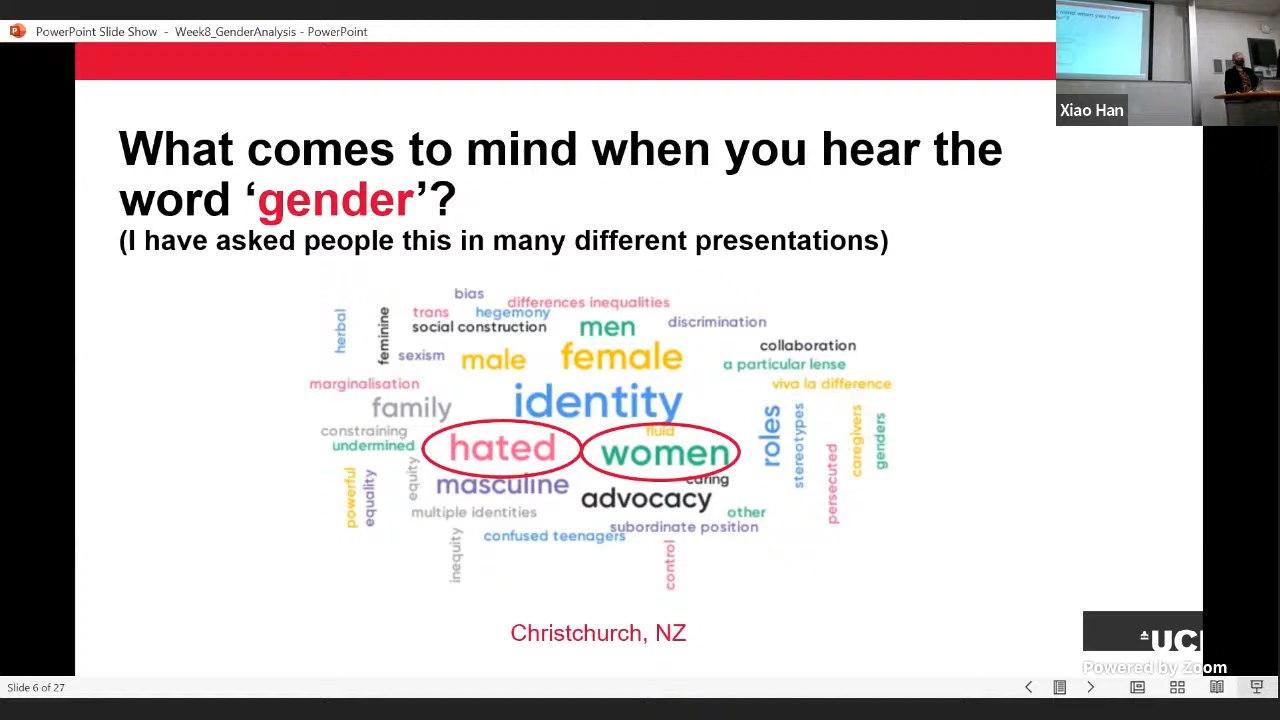 PowerPoint Slide Show - Week8_GenderAnalysis - PowerPoint
Xiao Han
What comes to mind when you hear the
word ‘gender’?
(I have asked people this in many different presentations)
bias
differences inequalities
trans
hegemony
herbal
feminine
social construction
men
discrimination
sexism
male
female
collaboration
a particular lense
marginalisation
family
identity
viva la difference
constraining
undermined
hated
fluid
women
roles
stereotypes
caregivers
genders
persecuted
powerful
equality
equity
masculine
caring
advocacy
multiple identities
other
subordinate position
inequity
confused teenagers
control
Christchurch, NZ
Powered by Zoom
Slide 6 of 27